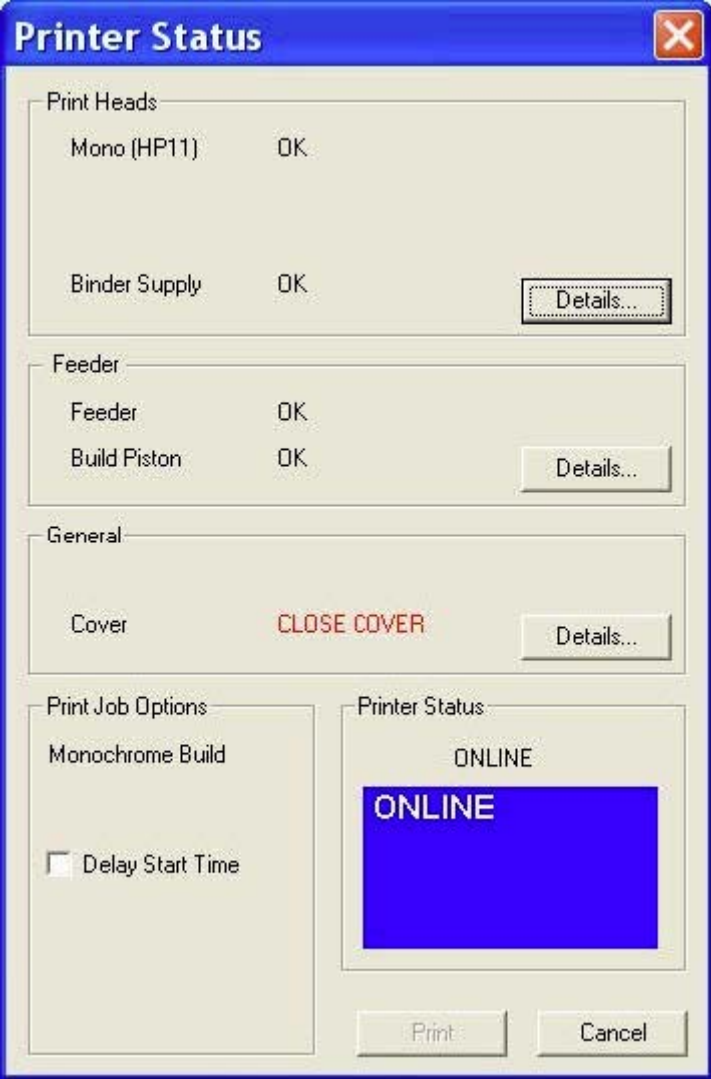 Printer Status
Print Heads
Mono (HP11) OK
Binder Supply OK
Details...
Feeder
Feeder OK
Build Piston OK
Details...
General
Cover CLOSE COVER
Details...
Print Job Options
Monochrome Build
Delay Start Time
Printer Status
ONLINE
ONLINE
Print
Cancel